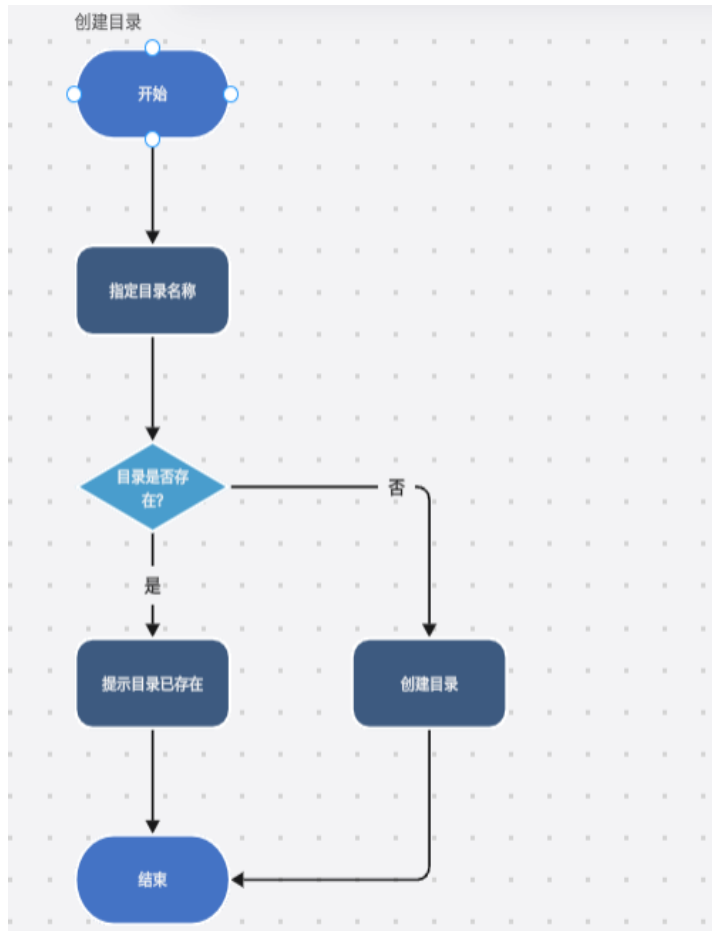 创建目录
开始
指定目录名称
目录是否存
在?
否
是
提示目录已存在
创建目录
结束